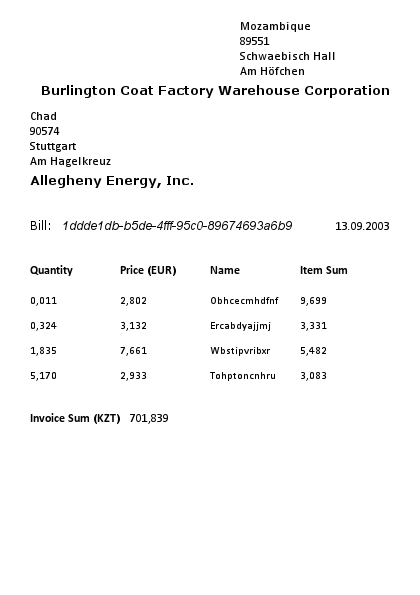 Mozambique
89551
Schwaebisch Hall
Am Höfchen
Burlington Coat Factory Warehouse Corporation
Chad
90574
Stuttgart
Am Hagelkreuz
Allegheny Energy, Inc.
Bill: 1ddde1db-b5de-4fff-95c0-89674693a6b9 13.09.2003
Quantity Price (EUR) Name Item Sum
0,011 2,802 Obhcecmhdfnf 9,699
0,324 3,132 Ercabdyajjmj 3,331
1,835 7,661 Wbstipvribxr 5,482
5,170 2,933 Tohptoncnhru 3,083
Invoice Sum (KZT) 701,839